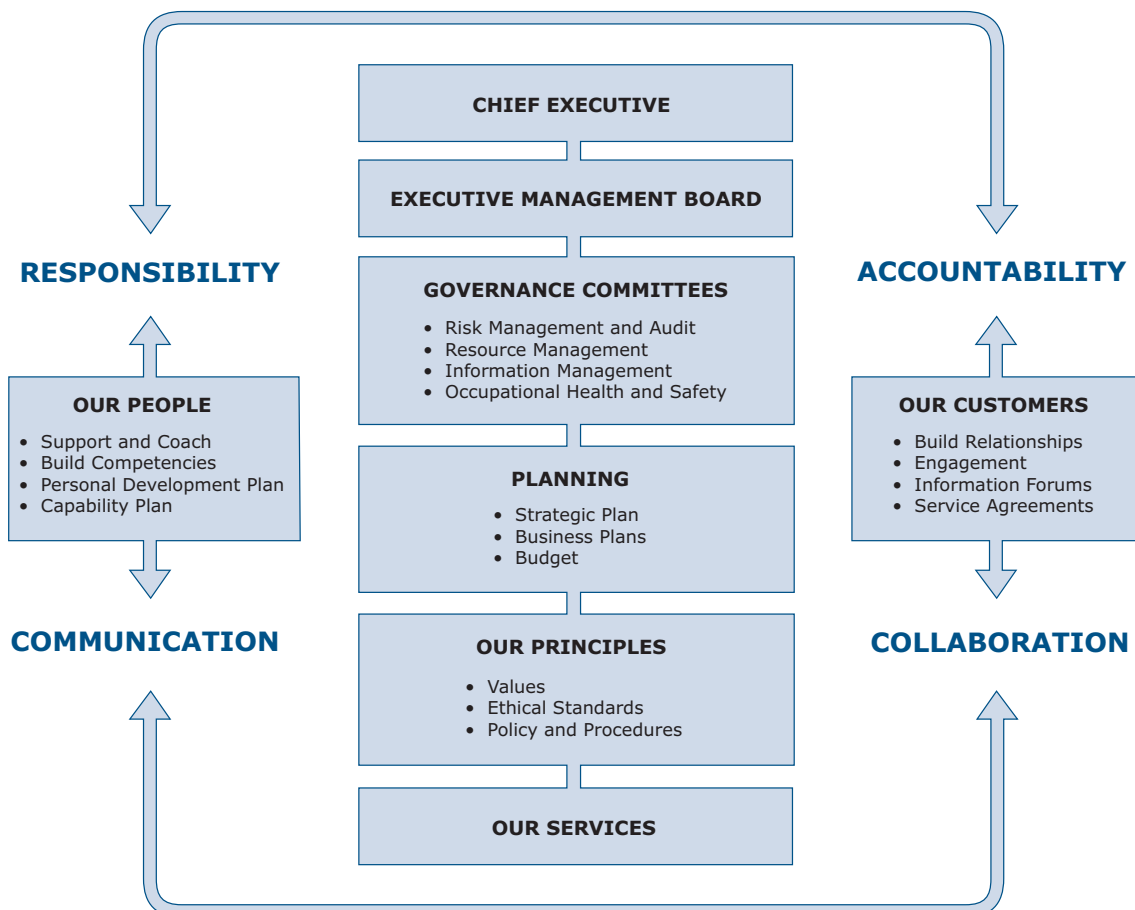 CHIEF EXECUTIVE
EXECUTIVE MANAGEMENT BOARD
RESPONSIBILITY
ACCOUNTABILITY
GOVERNANCE COMMITTEES
• Risk Management and Audit
• Resource Management
• Information Management
• Occupational Health and Safety
OUR PEOPLE
• Support and Coach
• Build Competencies
• Personal Development Plan
• Capability Plan
OUR CUSTOMERS
• Build Relationships
• Engagement
• Information Forums
• Service Agreements
PLANNING
• Strategic Plan
• Business Plans
• Budget
COMMUNICATION
COLLABORATION
OUR PRINCIPLES
• Values
• Ethical Standards
• Policy and Procedures
OUR SERVICES